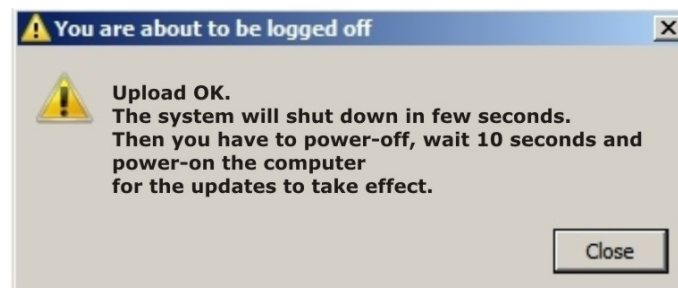 You are about to be logged off
Upload OK.
The system will shut down in few seconds.
Then you have to power-off, wait 10 seconds and
power-on the computer
for the updates to take effect.
Close